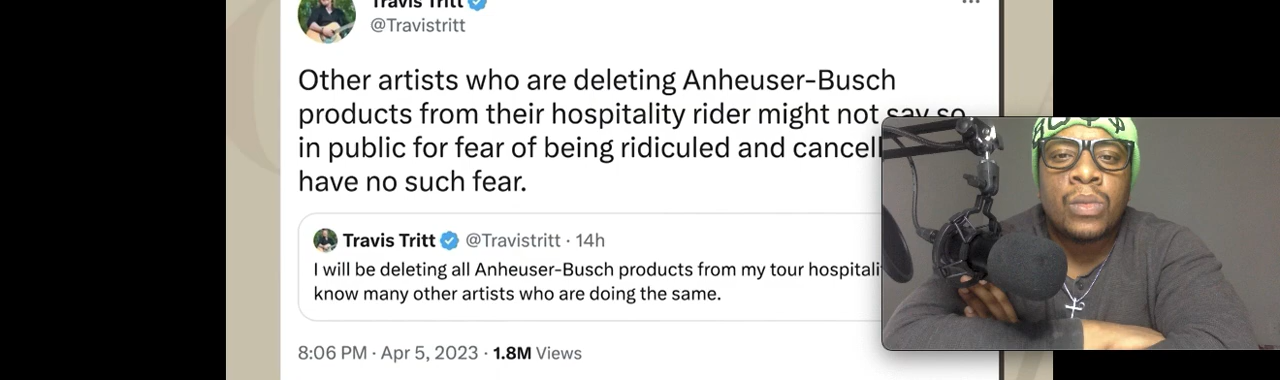 Travis Tritt
@Travistritt
Other artists who are deleting Anheuser-Busch
products from their hospitality rider might not say so
in public for fear of being ridiculed and
have no such fear.
Travis Tritt @Travistritt · 14h
I will be deleting all Anheuser-Busch products from my tour
know many other artists who are doing the same.
8:06 PM · Apr 5, 2023 · 1.8M Views